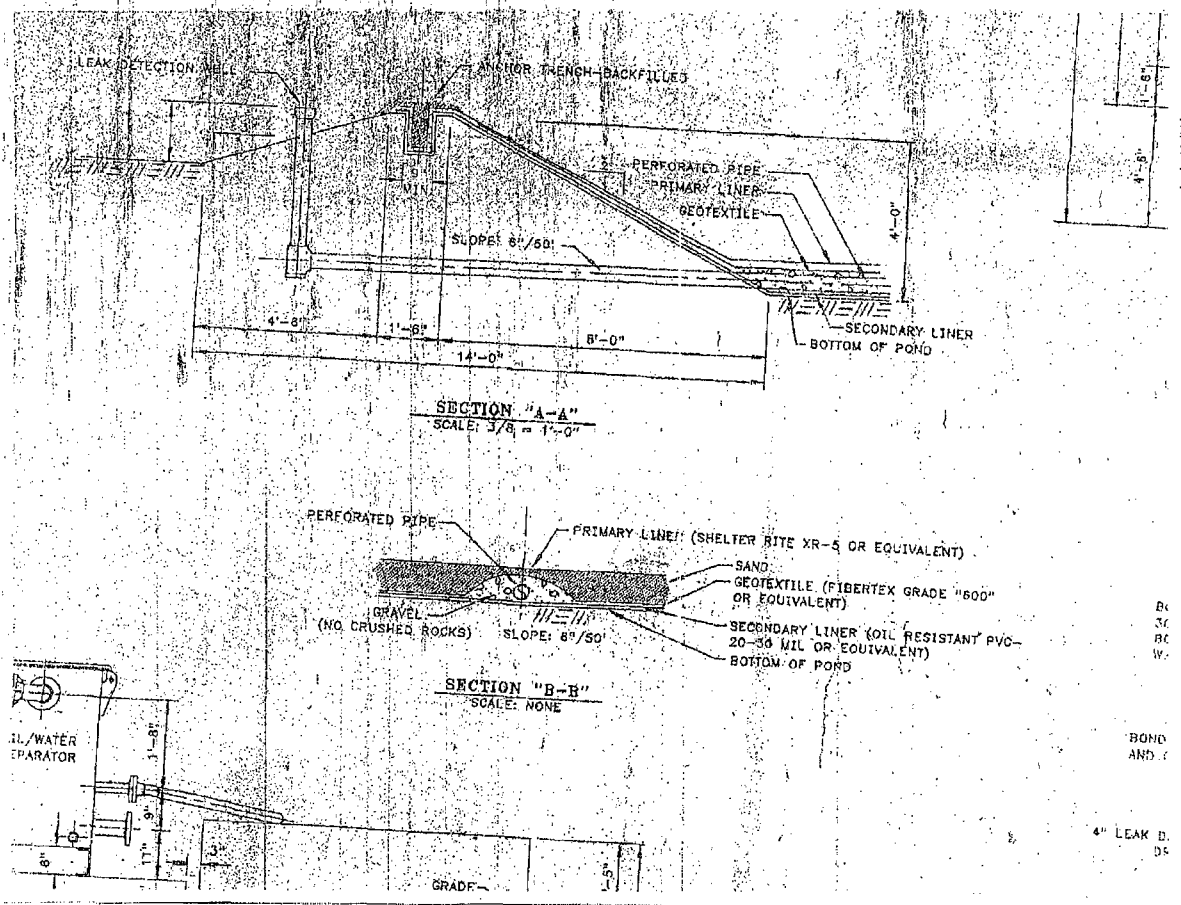 LEAK DETECTION WELL
ANCHOR TRENCH-BACKFILLED
1'-6"
4'-5"
9"
MIN.
2
PERFORATED PIPE
PRIMARY LINER
GEOTEXTILE
4'-0"
SLOPE: 6"/50'
SECONDARY LINER
BOTTOM OF POND
4'-6"
1'-6"
8'-0"
14'-0"
SECTION "A-A"
SCALE: 3/8 = 1'-0"
PERFORATED PIPE
PRIMARY LINER (SHELTER RITE XR-5 OR EQUIVALENT)
SAND
GEOTEXTILE (FIBERTEX GRADE "600"
OR EQUIVALENT)
GRAVEL
(NO CRUSHED ROCKS)
SLOPE: 6"/50'
SECONDARY LINER (OIL RESISTANT PVC-
20-30 MIL OR EQUIVALENT)
BOTTOM OF POND
SECTION "B-B"
SCALE: NONE
IL/WATER
EPARATOR
1'-8"
9"
11"
8"
3"
GRADE
-.5"
BOND
AND
4" LEAK D